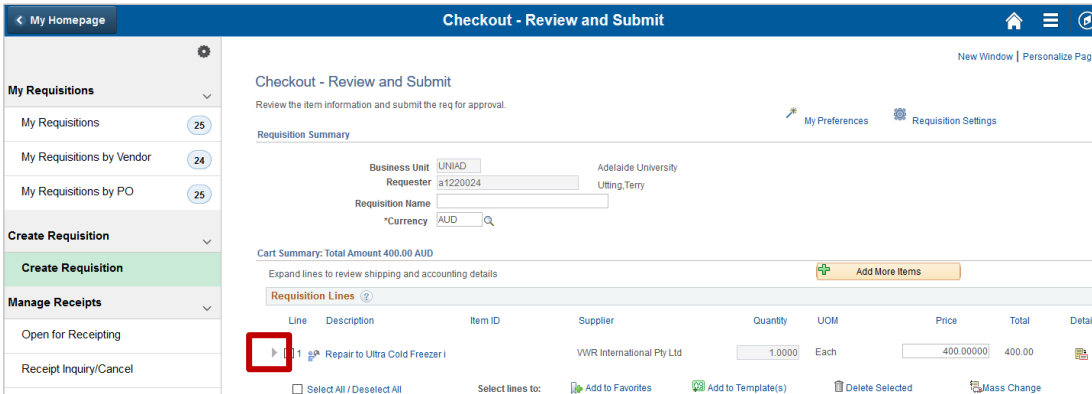 My Homepage
Checkout - Review and Submit
New Window | Personalize Pag
My Requisitions
My Requisitions 25
My Requisitions by Vendor 24
My Requisitions by PO 25
Create Requisition
Create Requisition
Manage Receipts
Open for Receipting
Receipt Inquiry/Cancel
Checkout - Review and Submit
Review the item information and submit the req for approval.
My Preferences Requisition Settings
Requisition Summary
Business Unit UNIAD Adelaide University
Requester a1220024 Utting,Terry
Requisition Name
*Currency AUD
Cart Summary: Total Amount 400.00 AUD
Expand lines to review shipping and accounting details Add More Items
Requisition Lines ?
Line Description Item ID Supplier Quantity UOM Price Total Detai
1 Repair to Ultra Cold Freezer i VWR International Pty Ltd 1.0000 Each 400.00000 400.00
Select All / Deselect All Select lines to: Add to Favorites Add to Template(s) Delete Selected Mass Change